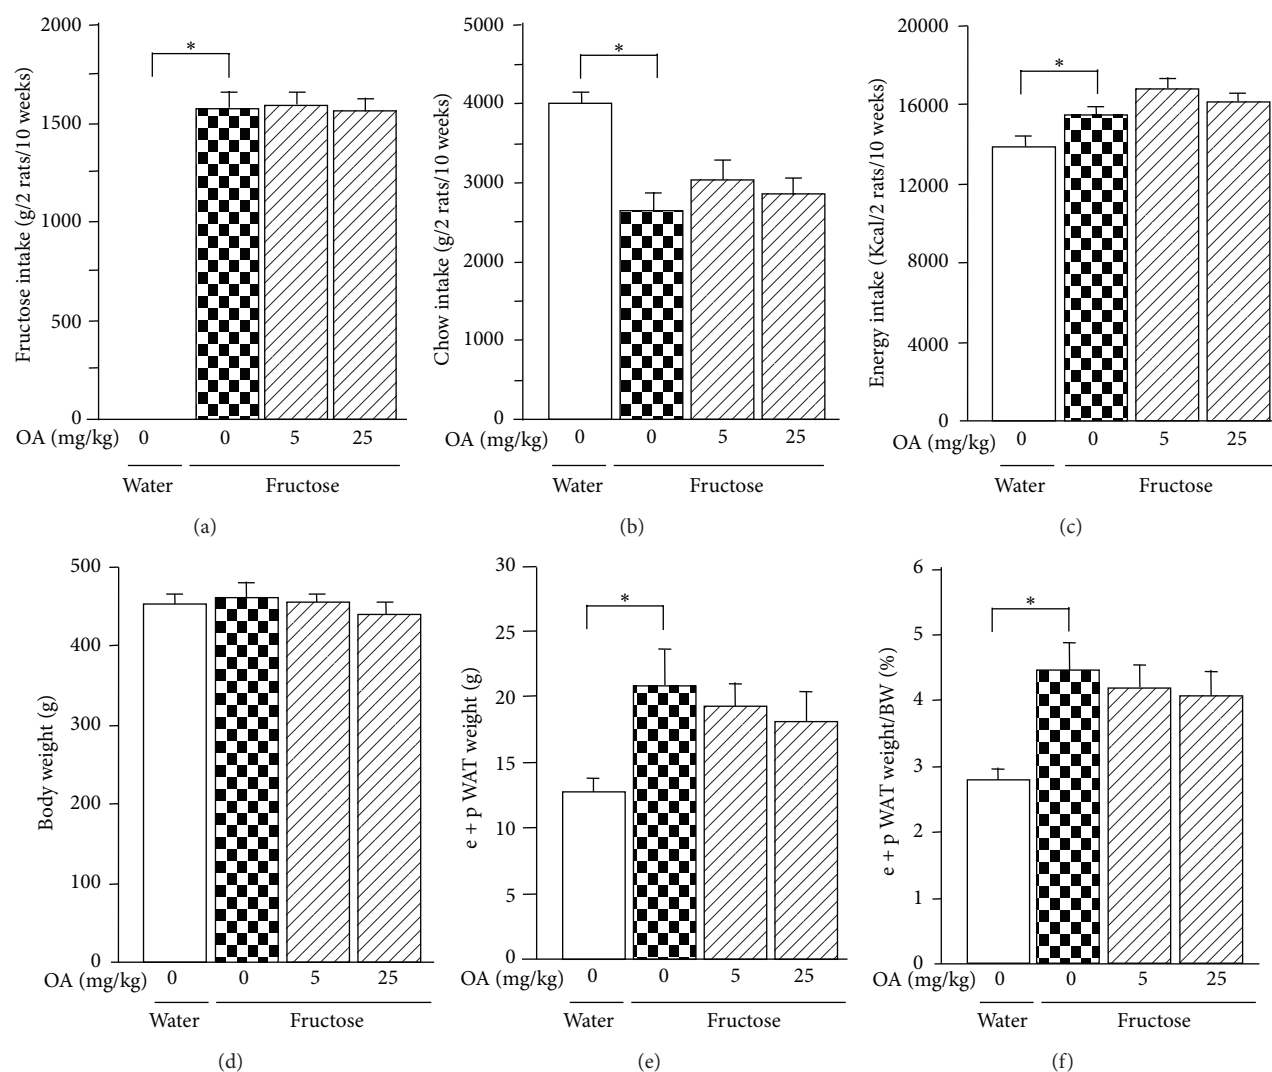 Fructose intake (g/2 rats/10 weeks)
2000
1500
1000
500
0
*
OA (mg/kg) 0 0 5 25
Water Fructose
(a)
Chow intake (g/2 rats/10 weeks)
5000
4000
3000
2000
1000
0
*
OA (mg/kg) 0 0 5 25
Water Fructose
(b)
Energy intake (Kcal/2 rats/10 weeks)
20000
16000
12000
8000
4000
0
*
OA (mg/kg) 0 0 5 25
Water Fructose
(c)
Body weight (g)
500
400
300
200
100
0
OA (mg/kg) 0 0 5 25
Water Fructose
(d)
e + p WAT weight (g)
30
25
20
15
10
5
0
*
OA (mg/kg) 0 0 5 25
Water Fructose
(e)
e + p WAT weight/BW (%)
6
5
4
3
2
1
0
*
OA (mg/kg) 0 0 5 25
Water Fructose
(f)